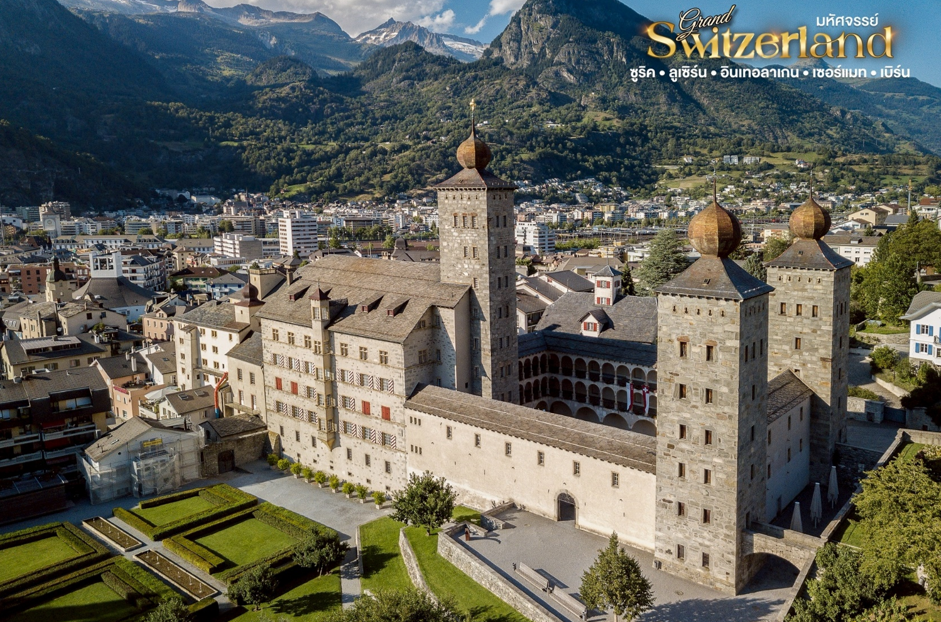 มหัศจรรย์
Grand
Switzerland
ซูริค • ลูเซิร์น • อินเทอลาเกน • เซอร์แมท • เบิร์น